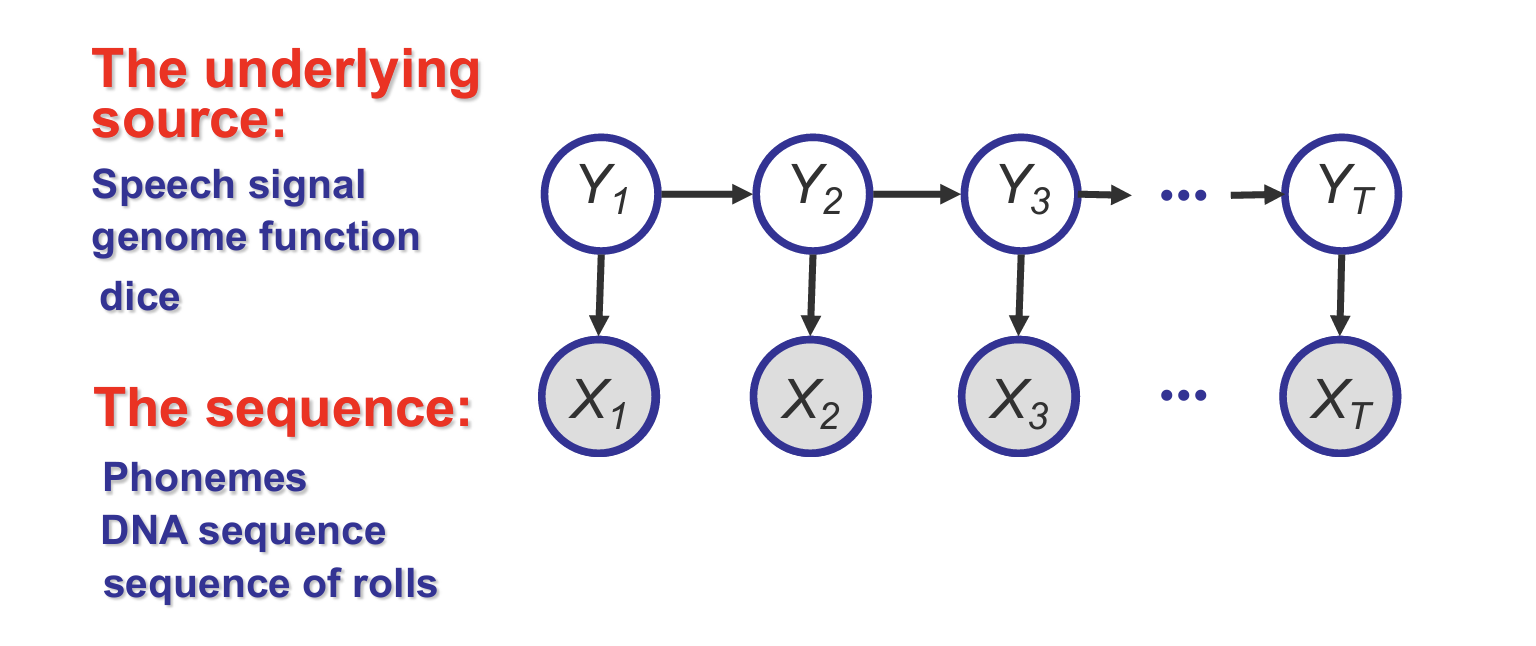 The underlying
source:
Speech signal
genome function
dice
Y1 Y2 Y3 ••• YT
The sequence:
X1 X2 X3 ••• XT
Phonemes
DNA sequence
sequence of rolls